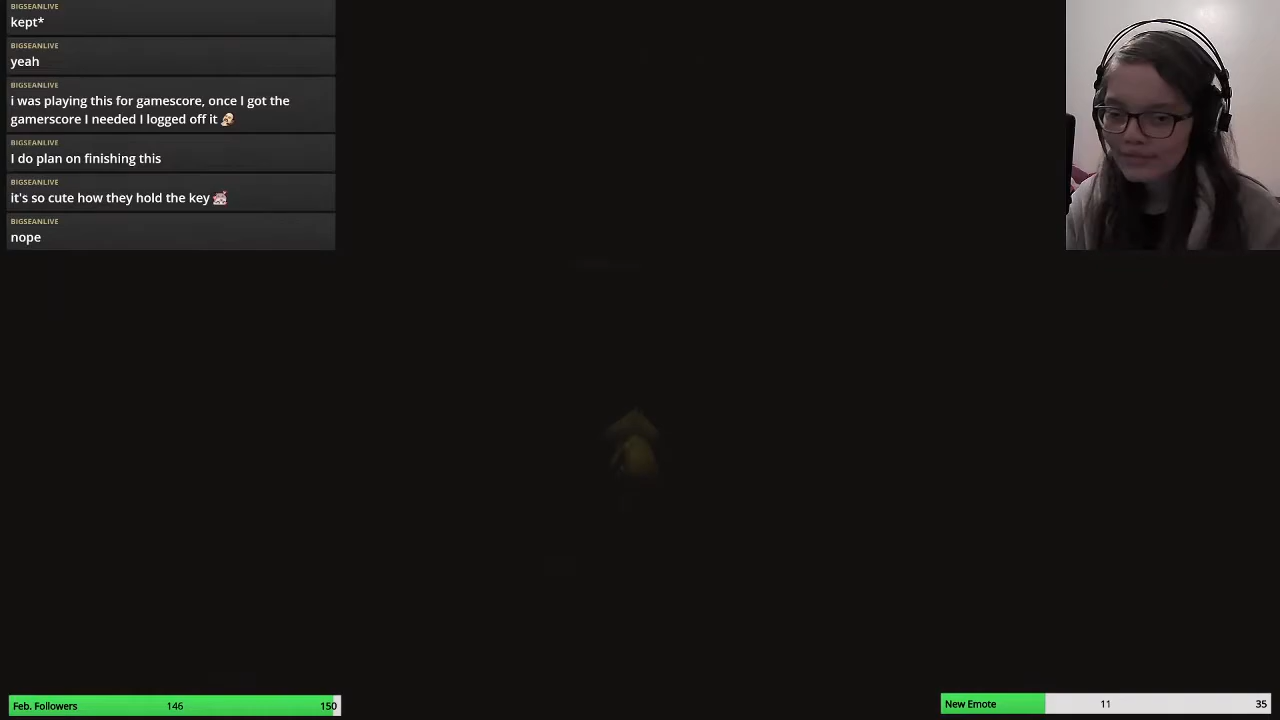 BIGSEANLIVE
kept*
BIGSEANLIVE
yeah
BIGSEANLIVE
i was playing this for gamescore, once I got the
gamerscore I needed I logged off it
BIGSEANLIVE
I do plan on finishing this
BIGSEANLIVE
it's so cute how they hold the key
BIGSEANLIVE
nope
Feb. Followers 146 150
New Emote 11 35